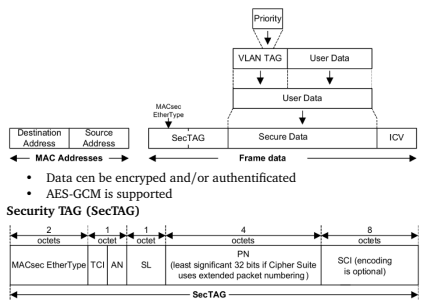 Priority
VLAN TAG User Data
User Data
MACsec
EtherType
Destination Address Source Address SecTAG Secure Data ICV
MAC Addresses Frame data
• Data can be encryped and/or authentificated
• AES-GCM is supported
Security TAG (SecTAG)
2 octets 1 octet 1 octet 4 octets 8 octets
MACsec EtherType TCI AN SL PN (least significant 32 bits if Cipher Suite uses extended packet numbering) SCI (encoding is optional)
SecTAG